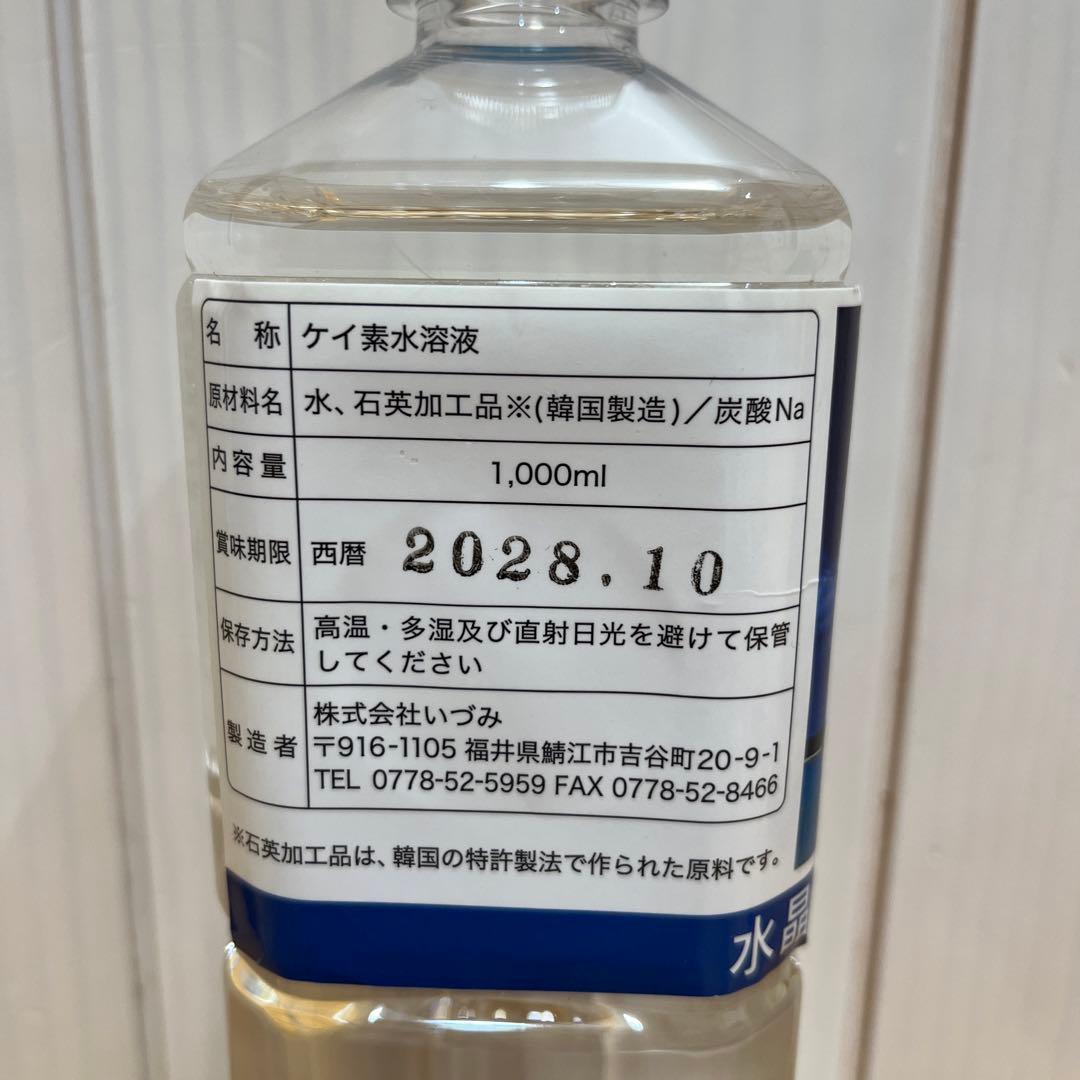 名 称 ケイ素水溶液
原材料名 水、石英加工品※(韓国製造)／炭酸Na
内容量 1,000ml
賞味期限 西暦 2028.10
保存方法 高温・多湿及び直射日光を避けて保管
してください
製造者 株式会社いづみ
〒916-1105 福井県鯖江市吉谷町20-9-1
TEL 0778-52-5959 FAX 0778-52-8466
※石英加工品は、韓国の特許製法で作られた原料です。
水晶